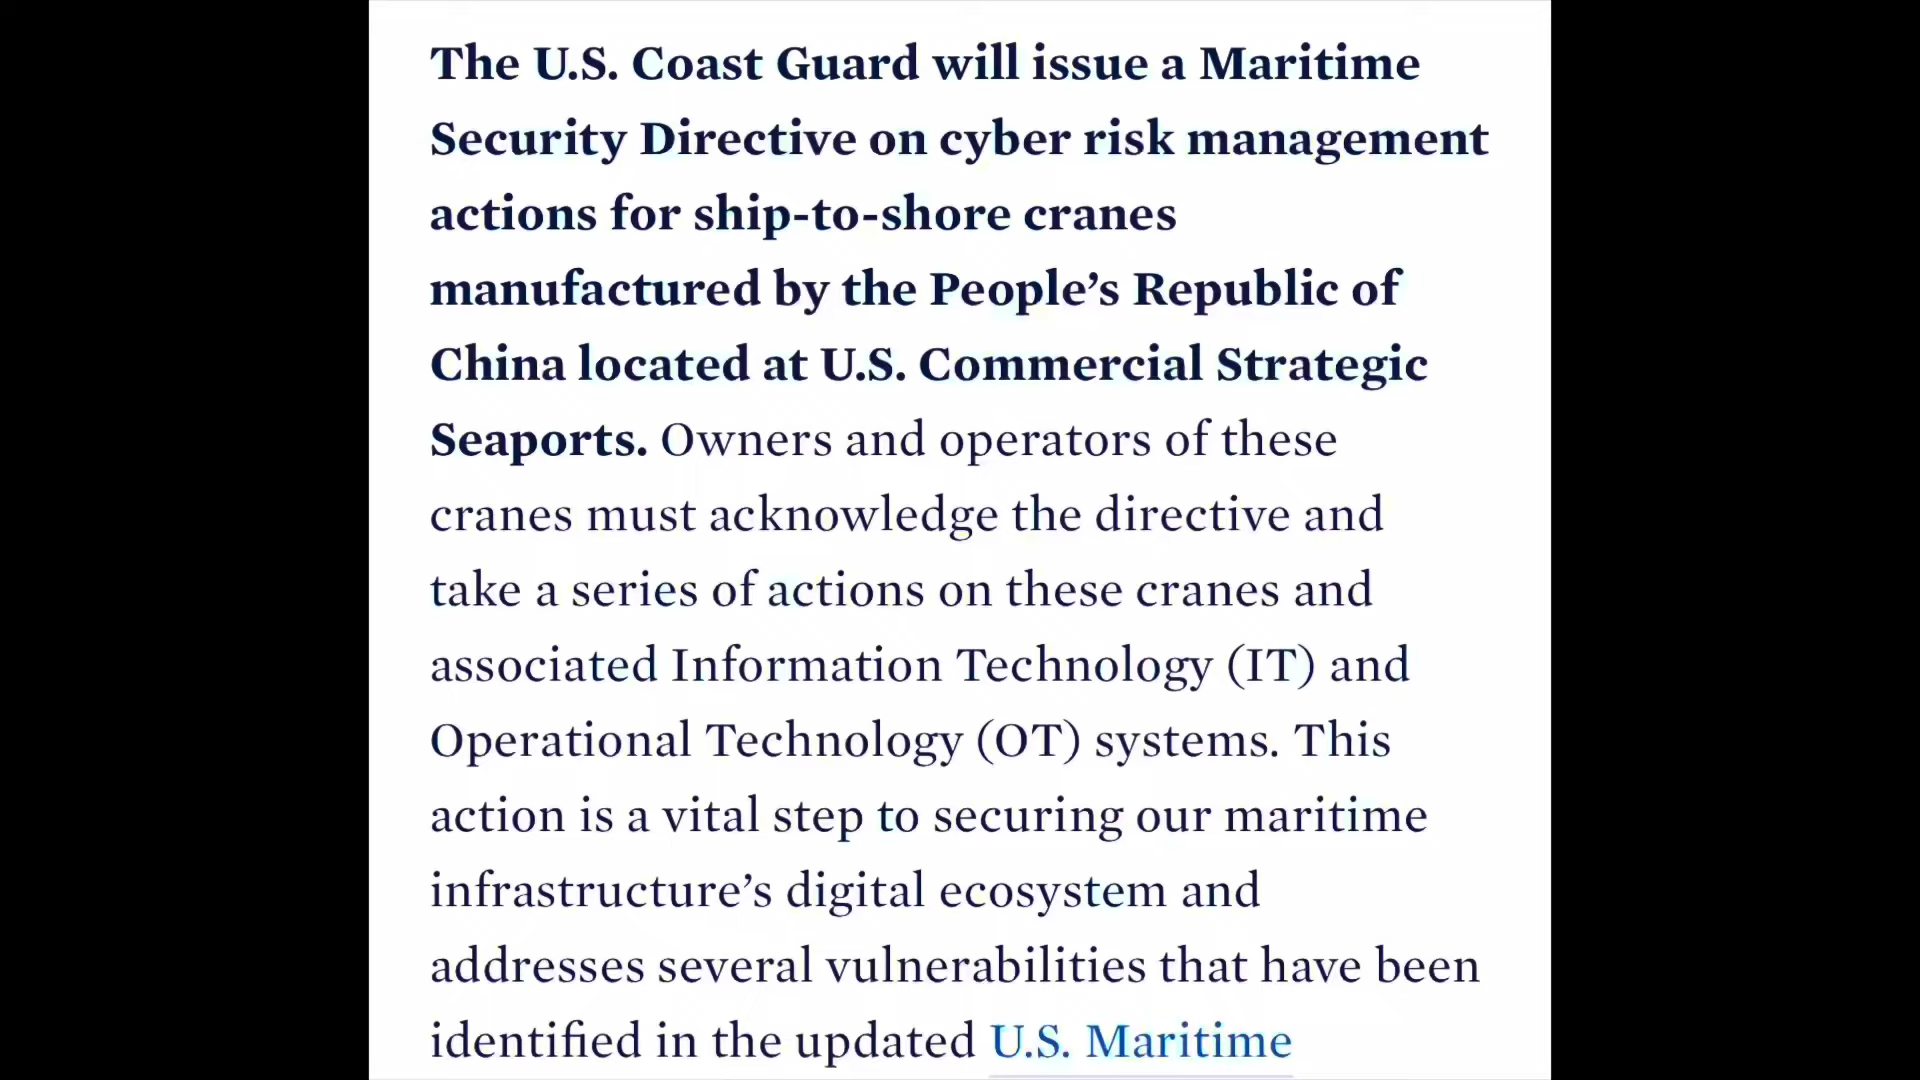 The U.S. Coast Guard will issue a Maritime
Security Directive on cyber risk management
actions for ship-to-shore cranes
manufactured by the People’s Republic of
China located at U.S. Commercial Strategic
Seaports. Owners and operators of these
cranes must acknowledge the directive and
take a series of actions on these cranes and
associated Information Technology (IT) and
Operational Technology (OT) systems. This
action is a vital step to securing our maritime
infrastructure’s digital ecosystem and
addresses several vulnerabilities that have been
identified in the updated U.S. Maritime